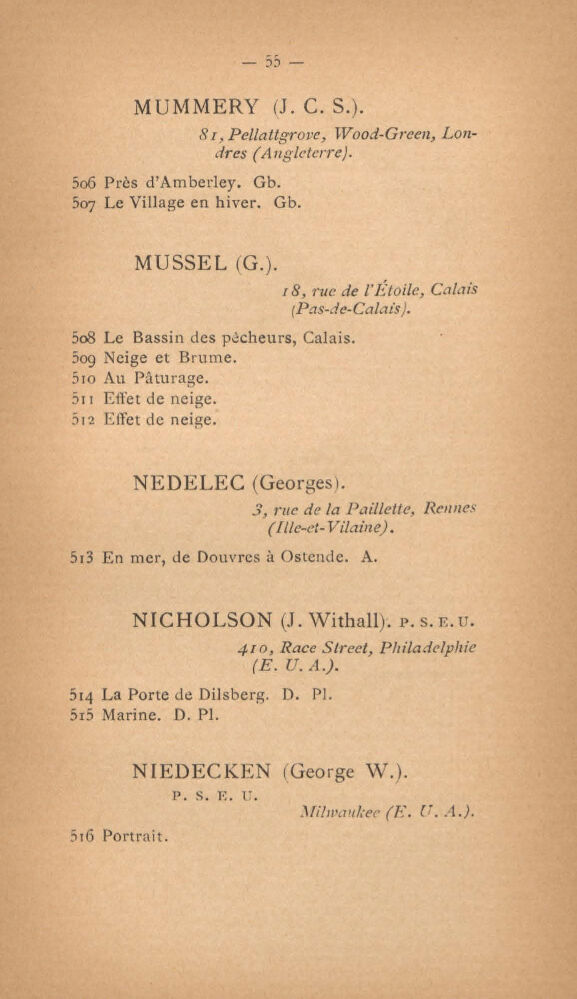 — 55 —
MUMMERY (J. C. S.).
81, Pellattgrove, Wood-Green, Lon-
dres (Angleterre).
506 Près d'Amberley. Gb.
507 Le Village en hiver. Gb.
MUSSEL (G.).
18, rue de l'Étoile, Calais
(Pas-de-Calais).
508 Le Bassin des pêcheurs, Calais.
509 Neige et Brume.
510 Au Pâturage.
511 Effet de neige.
512 Effet de neige.
NEDELEC (Georges).
3, rue de la Paillette, Rennes
(Ille-et-Vilaine).
513 En mer, de Douvres à Ostende. A.
NICHOLSON (J. Withall). P. S. E. U.
410, Race Street, Philadelphie
(E. U. A.).
514 La Porte de Dilsberg. D. Pl.
515 Marine. D. Pl.
NIEDECKEN (George W.).
P. S. E. U.
Milwaukee (E. U. A.).
516 Portrait.